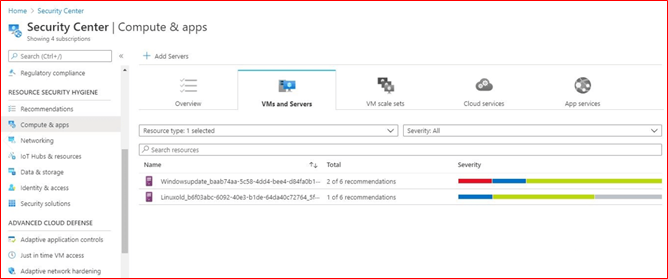 Home > Security Center >
Security Center | Compute & apps
Showing 4 subscriptions
Search (Ctrl+/)
«
Regulatory compliance
RESOURCE SECURITY HYGIENE
Recommendations
Compute & apps
Networking
IoT Hubs & resources
Data & storage
Identity & access
Security solutions
ADVANCED CLOUD DEFENSE
Adaptive application controls
Just in time VM access
Adaptive network hardening
+ Add Servers
Overview
VMs and Servers
VM scale sets
Cloud services
App services
Resource type: 1 selected
Severity: All
Search resources
Name ↑↓ Total Severity
Windowsupdate_baab74aa-5c58-4dd4-bee4-d84fa0b1··· 2 of 6 recommendations
Linuxold_b6f03abc-6092-40e3-b1de-64da40c72764_5f··· 1 of 6 recommendations